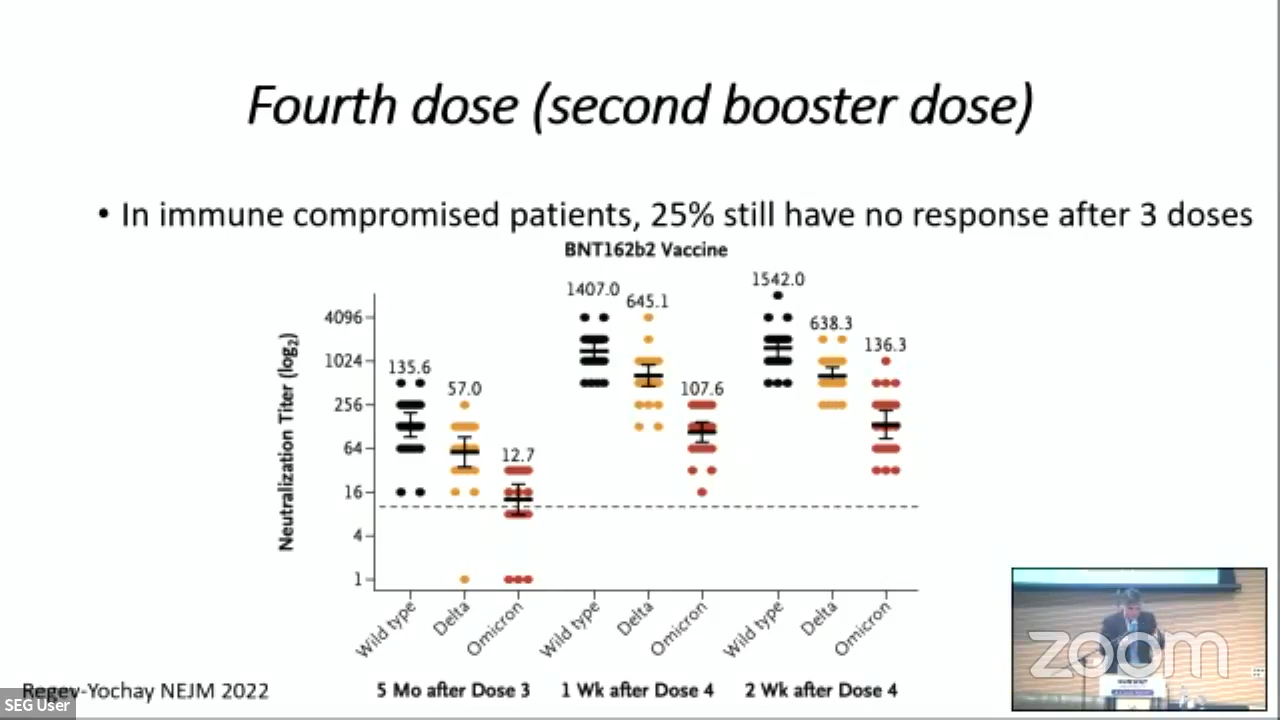 Fourth dose (second booster dose)
• In immune compromised patients, 25% still have no response after 3 doses
BNT162b2 Vaccine
Neutralization Titer (log2)
4096
1024
256
64
16
4
1
135.6
57.0
12.7
1407.0
645.1
107.6
1542.0
638.3
136.3
Wild type
Delta
Omicron
Wild type
Delta
Omicron
Wild type
Delta
Omicron
5 Mo after Dose 3
1 Wk after Dose 4
2 Wk after Dose 4
Regev-Yochay NEJM 2022
SEG User
zoom